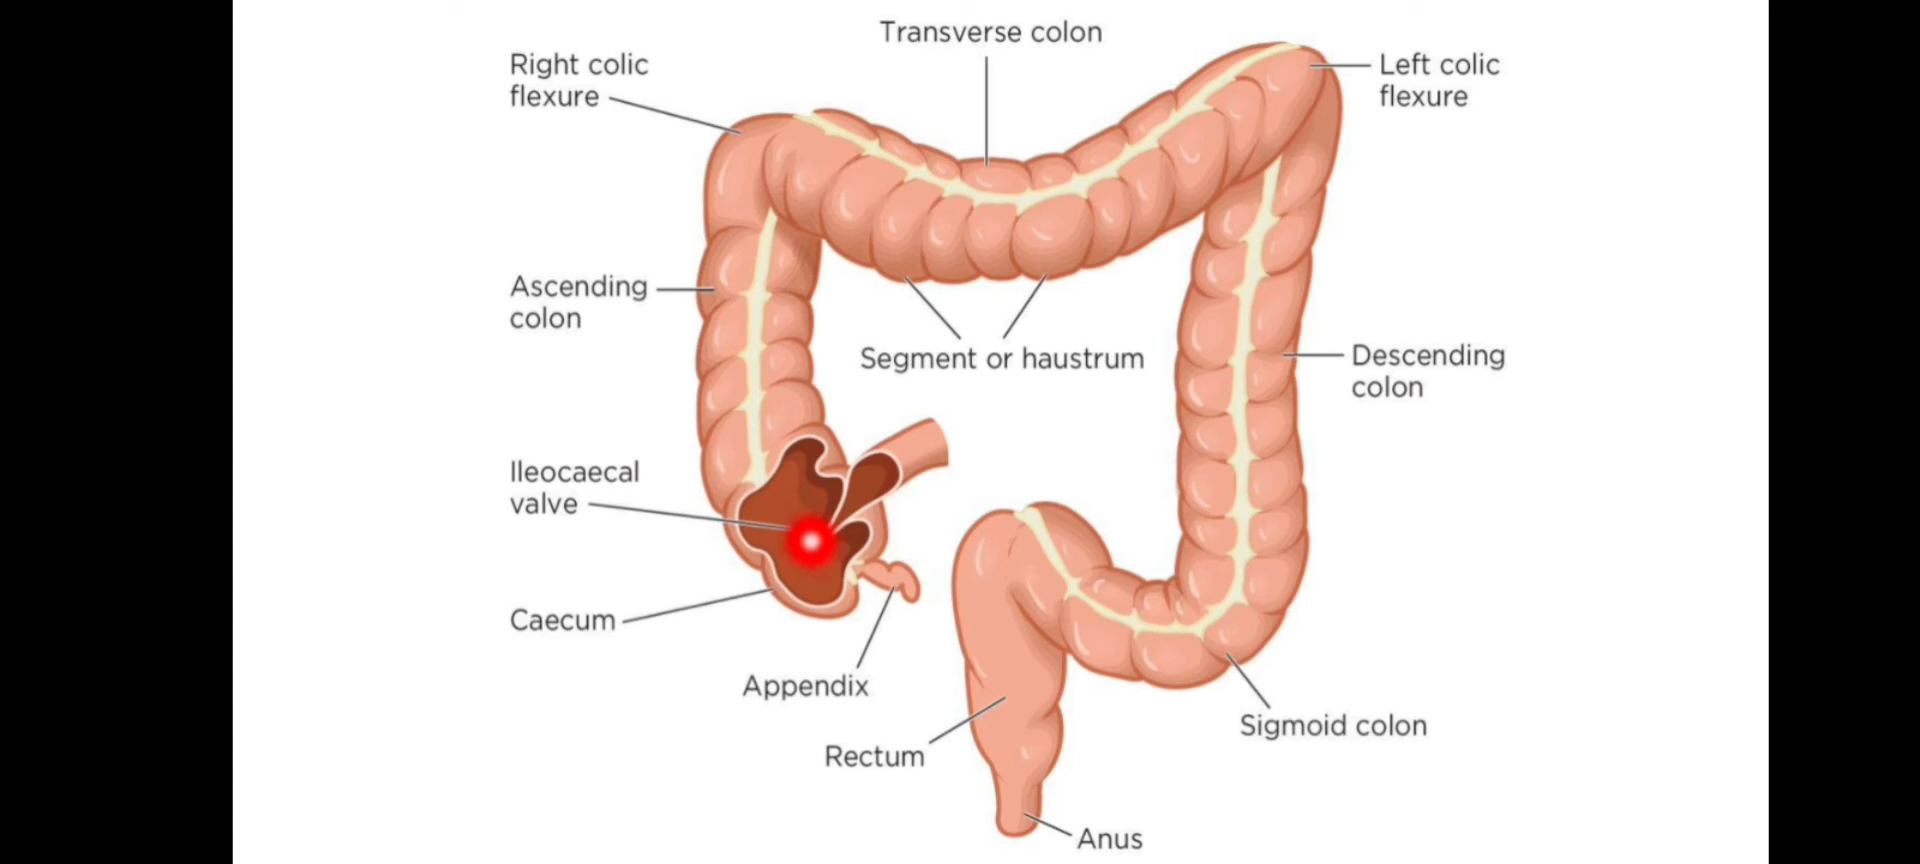 Transverse colon
Right colic
flexure
Left colic
flexure
Ascending
colon
Segment or haustrum
Descending
colon
Ileocaecal
valve
Caecum
Appendix
Rectum
Sigmoid colon
Anus